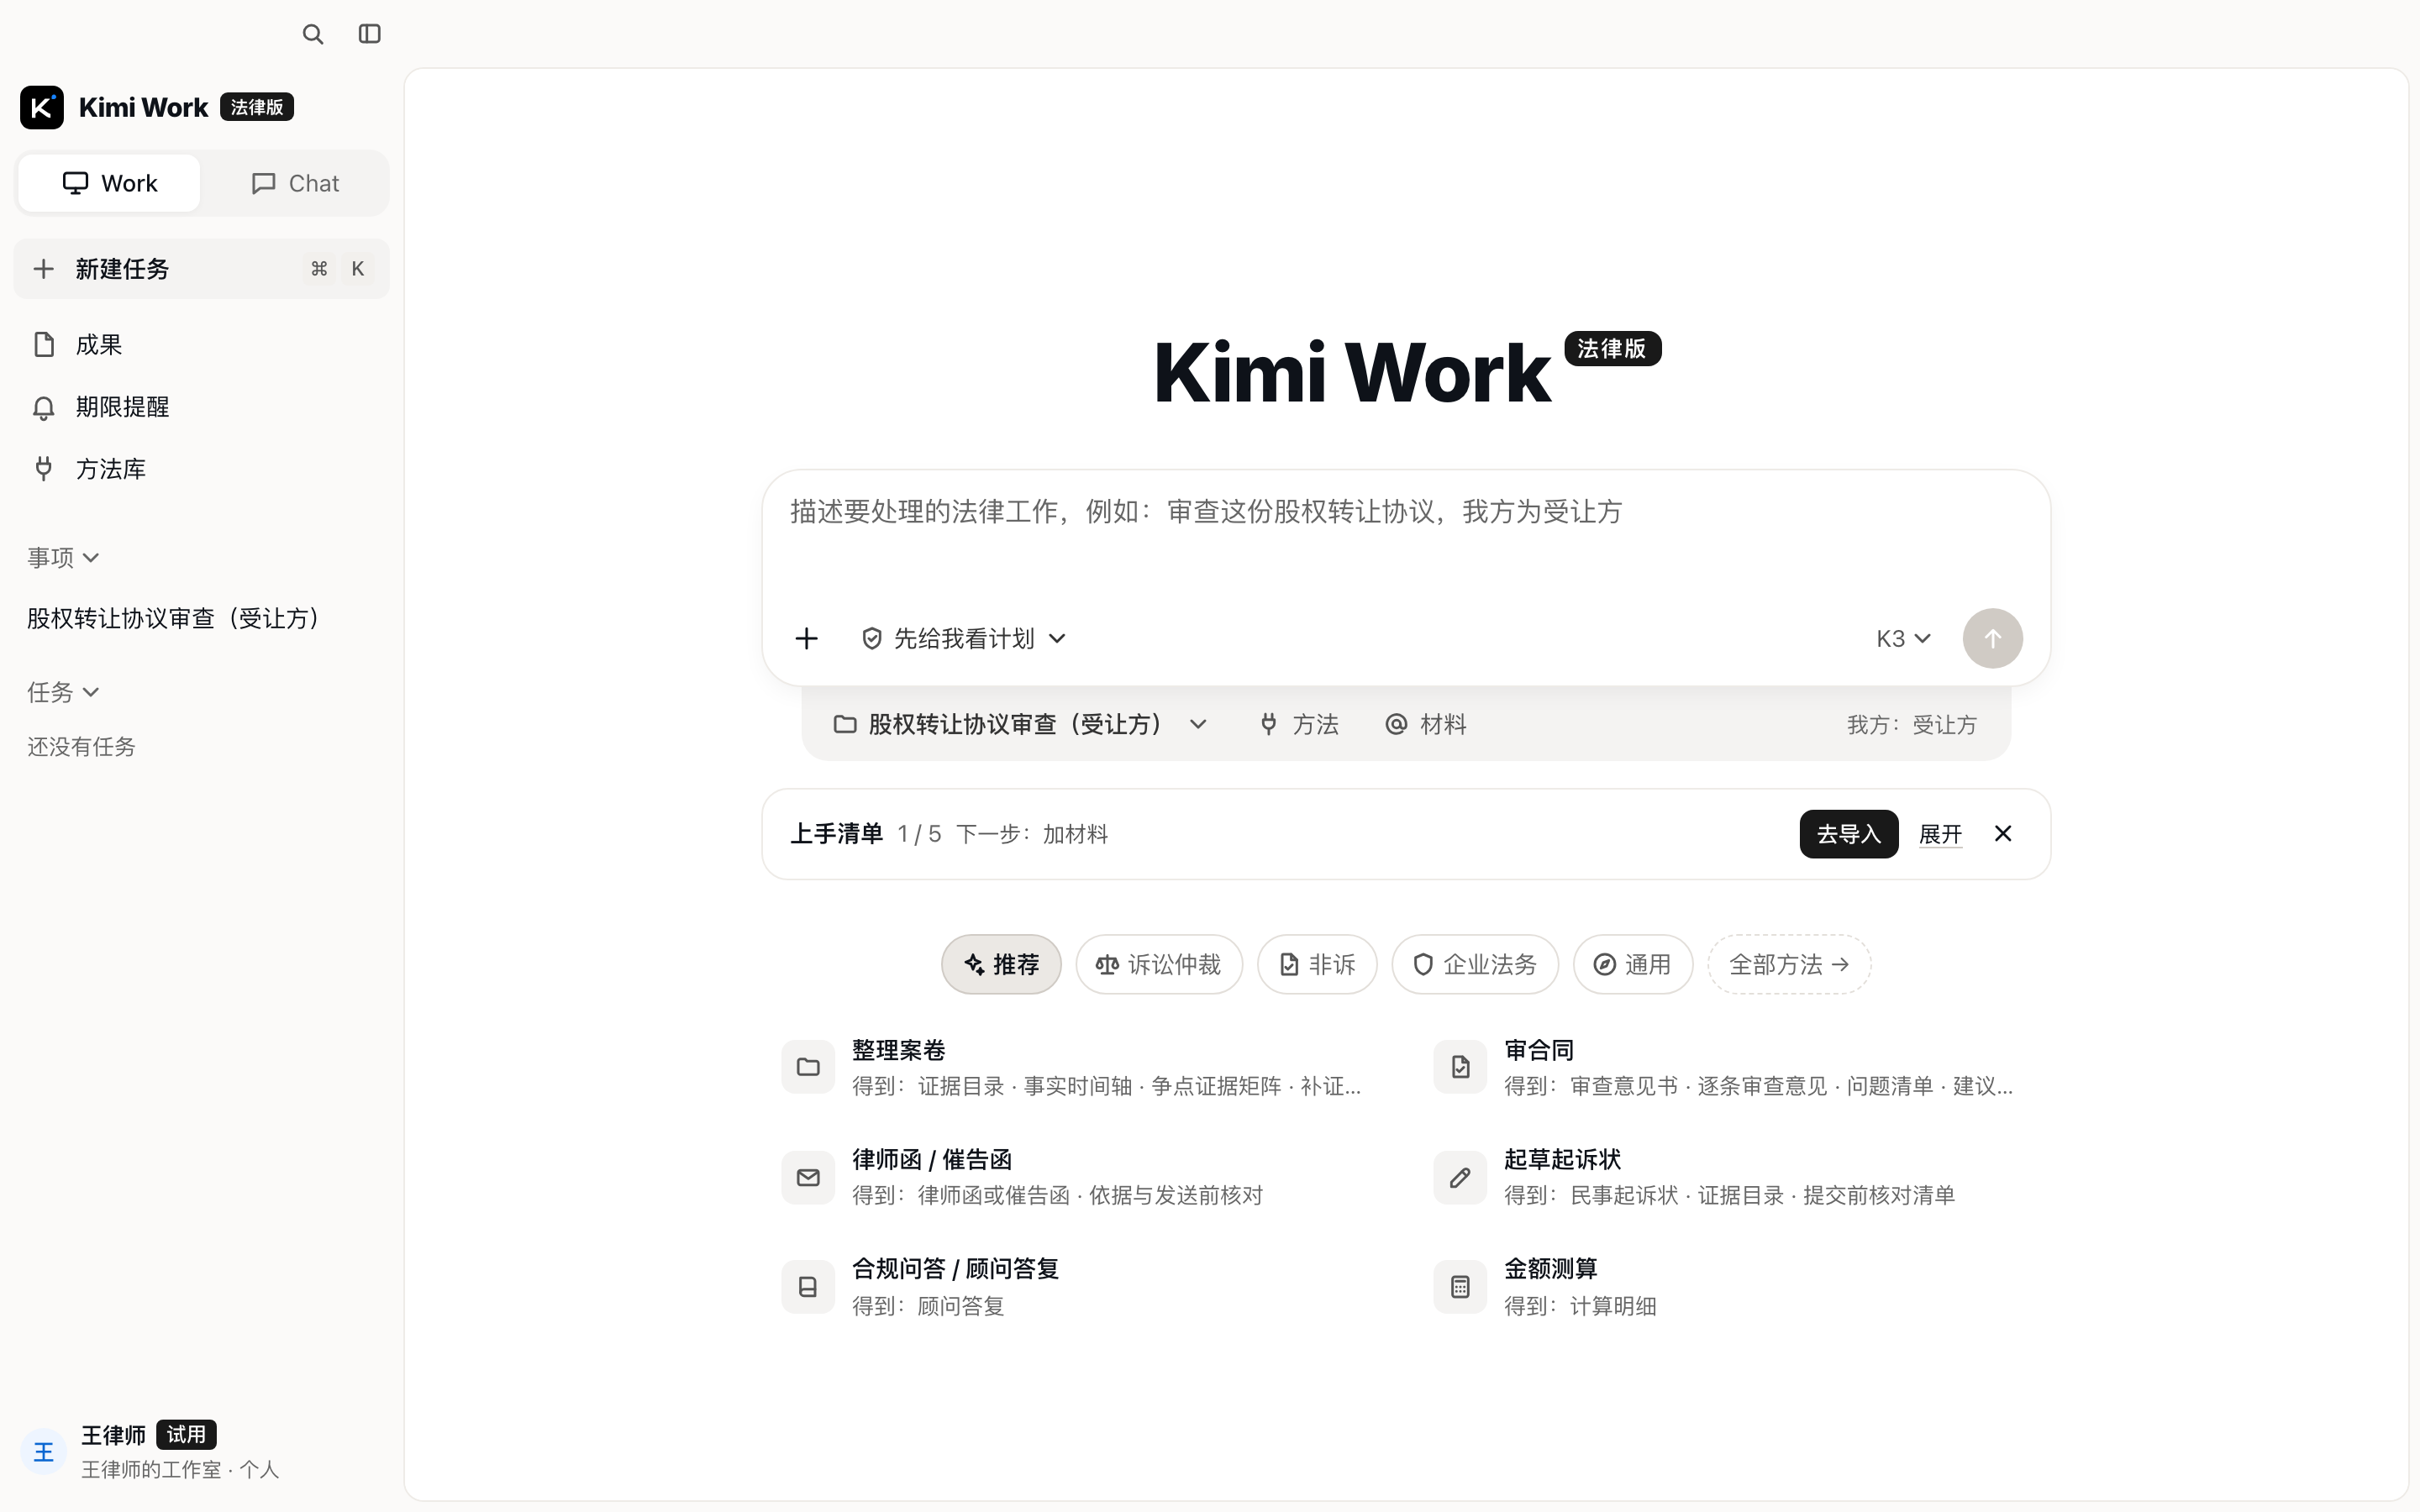 Kimi Work 法律版
Work
Chat
新建任务 ⌘ K
成果
期限提醒
方法库
事项
股权转让协议审查（受让方）
任务
还没有任务
王 王律师 试用
王律师的工作室 · 个人
Kimi Work 法律版
描述要处理的法律工作，例如：审查这份股权转让协议，我方为受让方
先给我看计划
K3
股权转让协议审查（受让方）
方法
材料
我方：受让方
上手清单 1 / 5 下一步：加材料
去导入
展开
推荐
诉讼仲裁
非诉
企业法务
通用
全部方法 →
整理案卷
得到：证据目录 · 事实时间轴 · 争点证据矩阵 · 补证...
审合同
得到：审查意见书 · 逐条审查意见 · 问题清单 · 建议...
律师函 / 催告函
得到：律师函或催告函 · 依据与发送前核对
起草起诉状
得到：民事起诉状 · 证据目录 · 提交前核对清单
合规问答 / 顾问答复
得到：顾问答复
金额测算
得到：计算明细